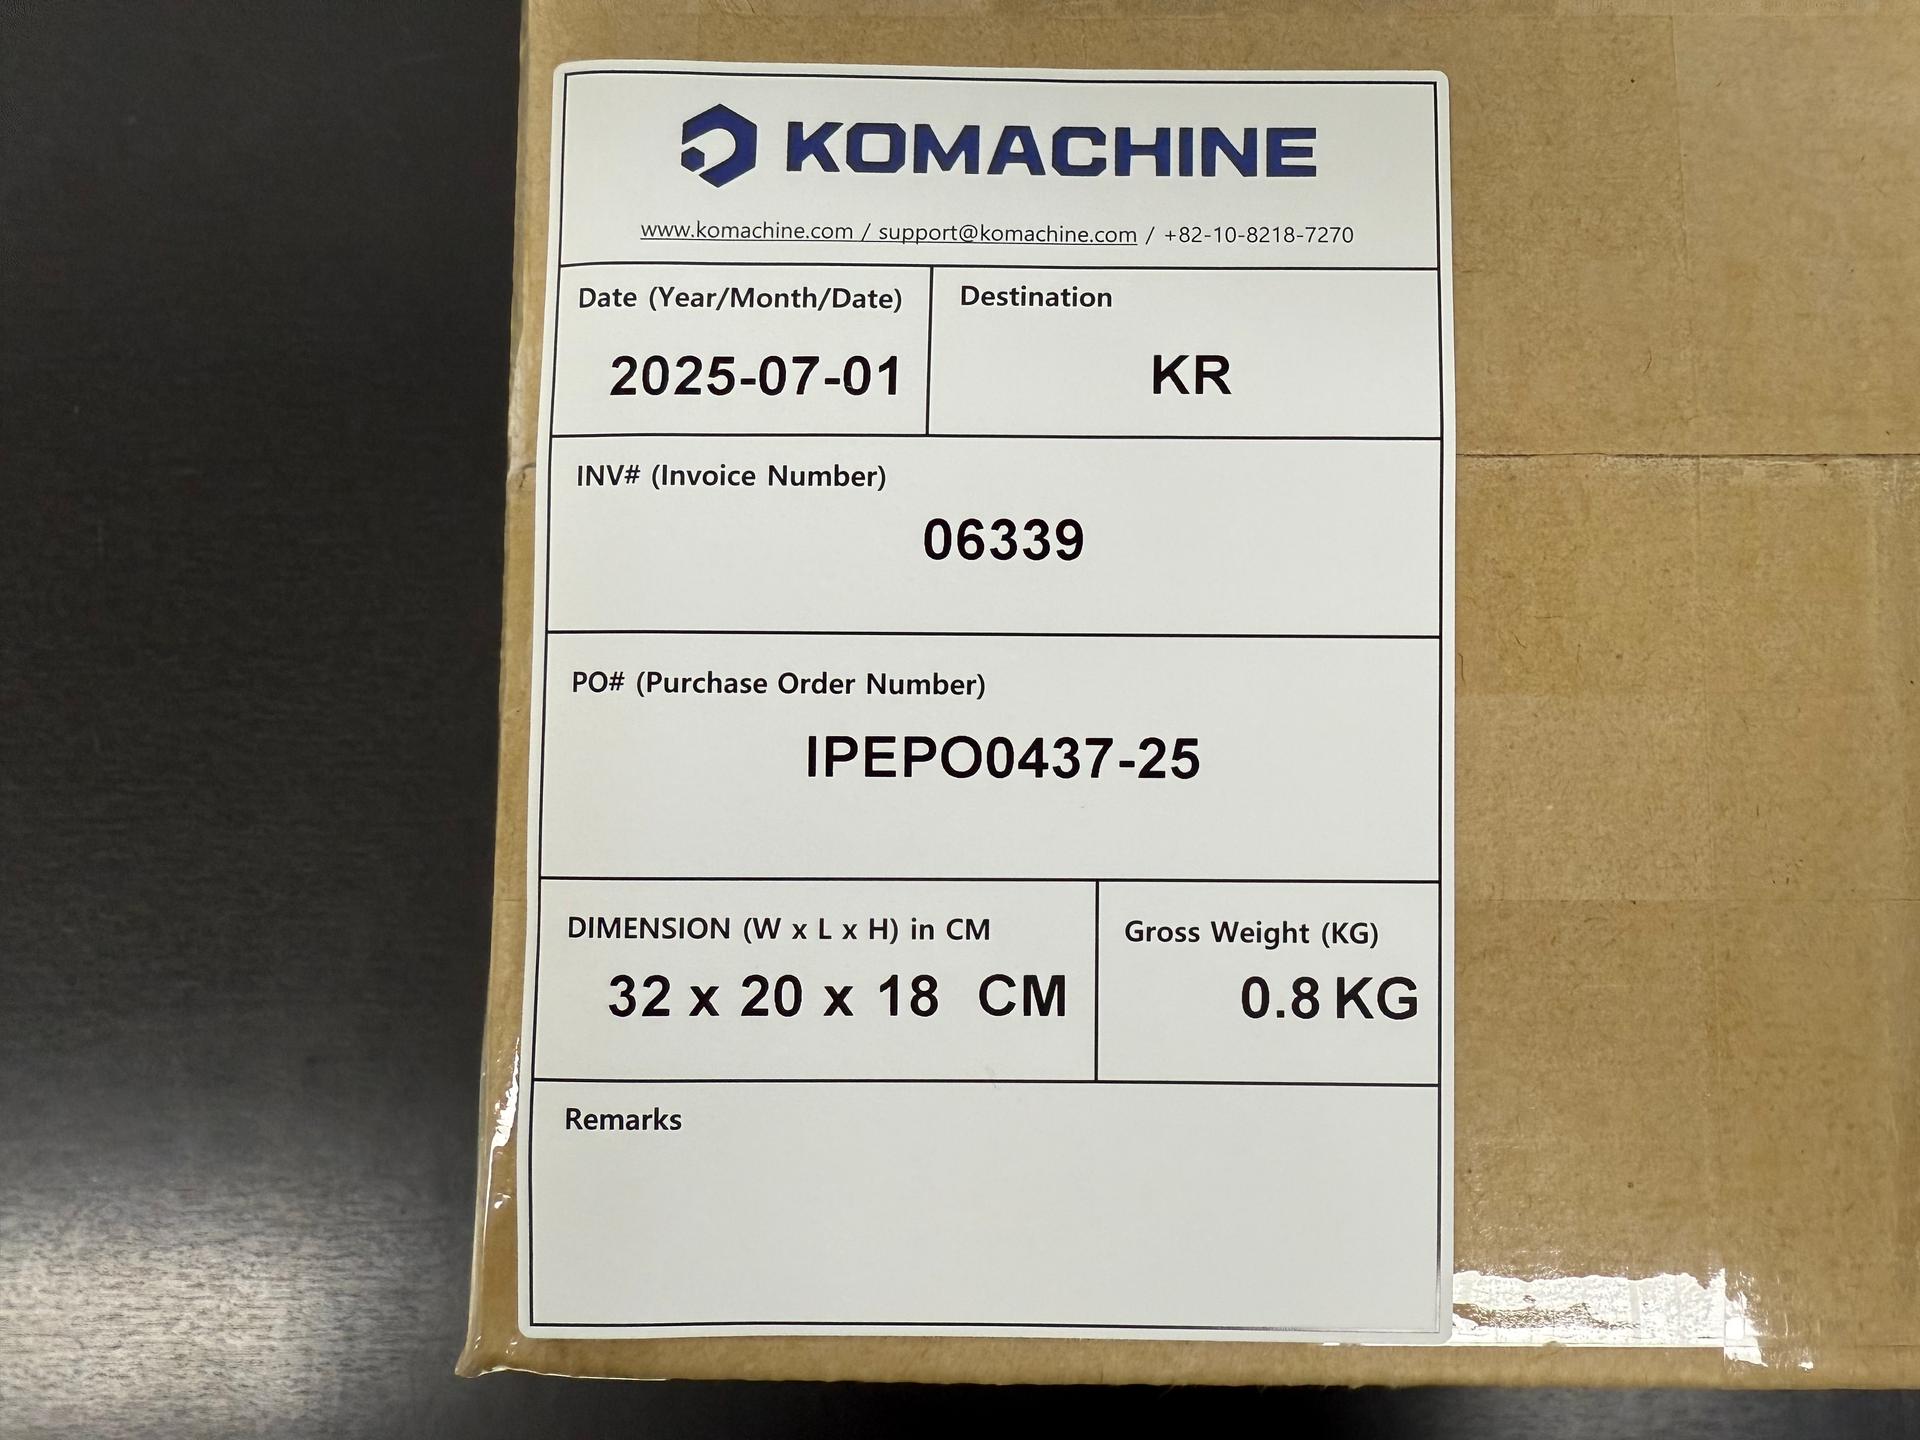 KOMACHINE
www.komachine.com / support@komachine.com / +82-10-8218-7270
Date (Year/Month/Date)
2025-07-01
Destination
KR
INV# (Invoice Number)
06339
PO# (Purchase Order Number)
IPEPO0437-25
DIMENSION (W x L x H) in CM
32 x 20 x 18 CM
Gross Weight (KG)
0.8 KG
Remarks